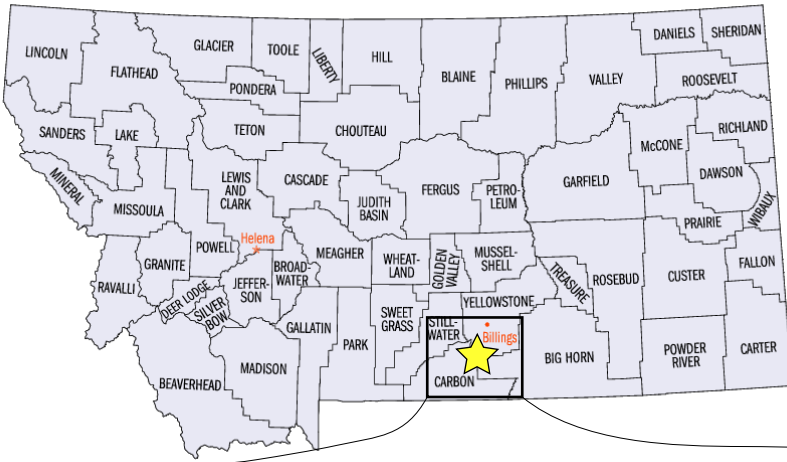 LINCOLN
FLATHEAD
GLACIER
TOOLE
LIBERTY
HILL
BLAINE
PHILLIPS
VALLEY
DANIELS
SHERIDAN
ROOSEVELT
PONDERA
SANDERS
LAKE
TETON
CHOUTEAU
RICHLAND
McCONE
MINERAL
MISSOULA
LEWIS
AND
CLARK
CASCADE
JUDITH
BASIN
FERGUS
PETRO-
LEUM
GARFIELD
DAWSON
WIBAUX
PRAIRIE
POWELL
Helena
MEAGHER
WHEAT-
LAND
GOLDEN
VALLEY
MUSSEL-
SHELL
TREASURE
ROSEBUD
CUSTER
FALLON
RAVALLI
GRANITE
DEER LODGE
SILVER
BOW
JEFFER-
SON
BROAD-
WATER
GALLATIN
PARK
SWEET
GRASS
STILL-
WATER
YELLOWSTONE
Billings
BIG HORN
POWDER
RIVER
CARTER
BEAVERHEAD
MADISON
CARBON